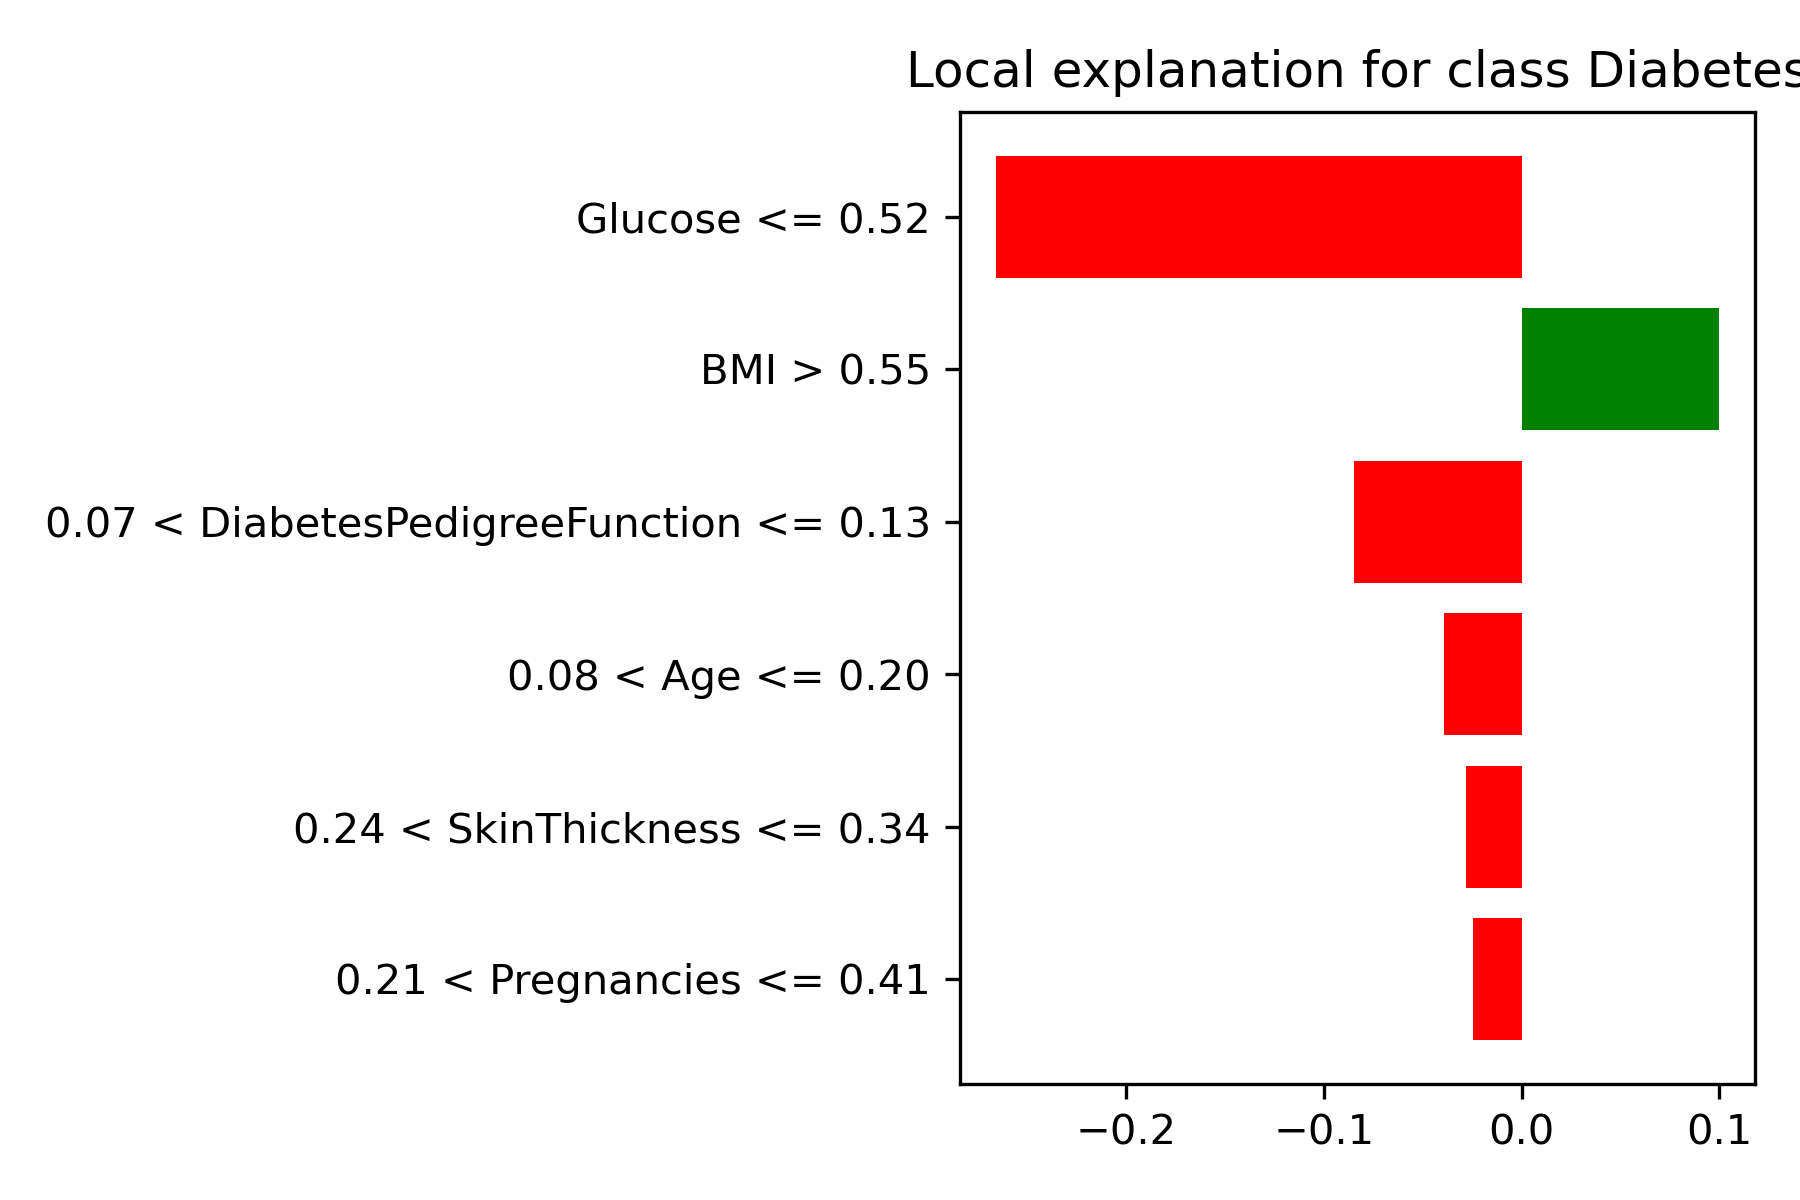 Local explanation for class Diabetes
Glucose <= 0.52
BMI > 0.55
0.07 < DiabetesPedigreeFunction <= 0.13
0.08 < Age <= 0.20
0.24 < SkinThickness <= 0.34
0.21 < Pregnancies <= 0.41
−0.2 −0.1 0.0 0.1